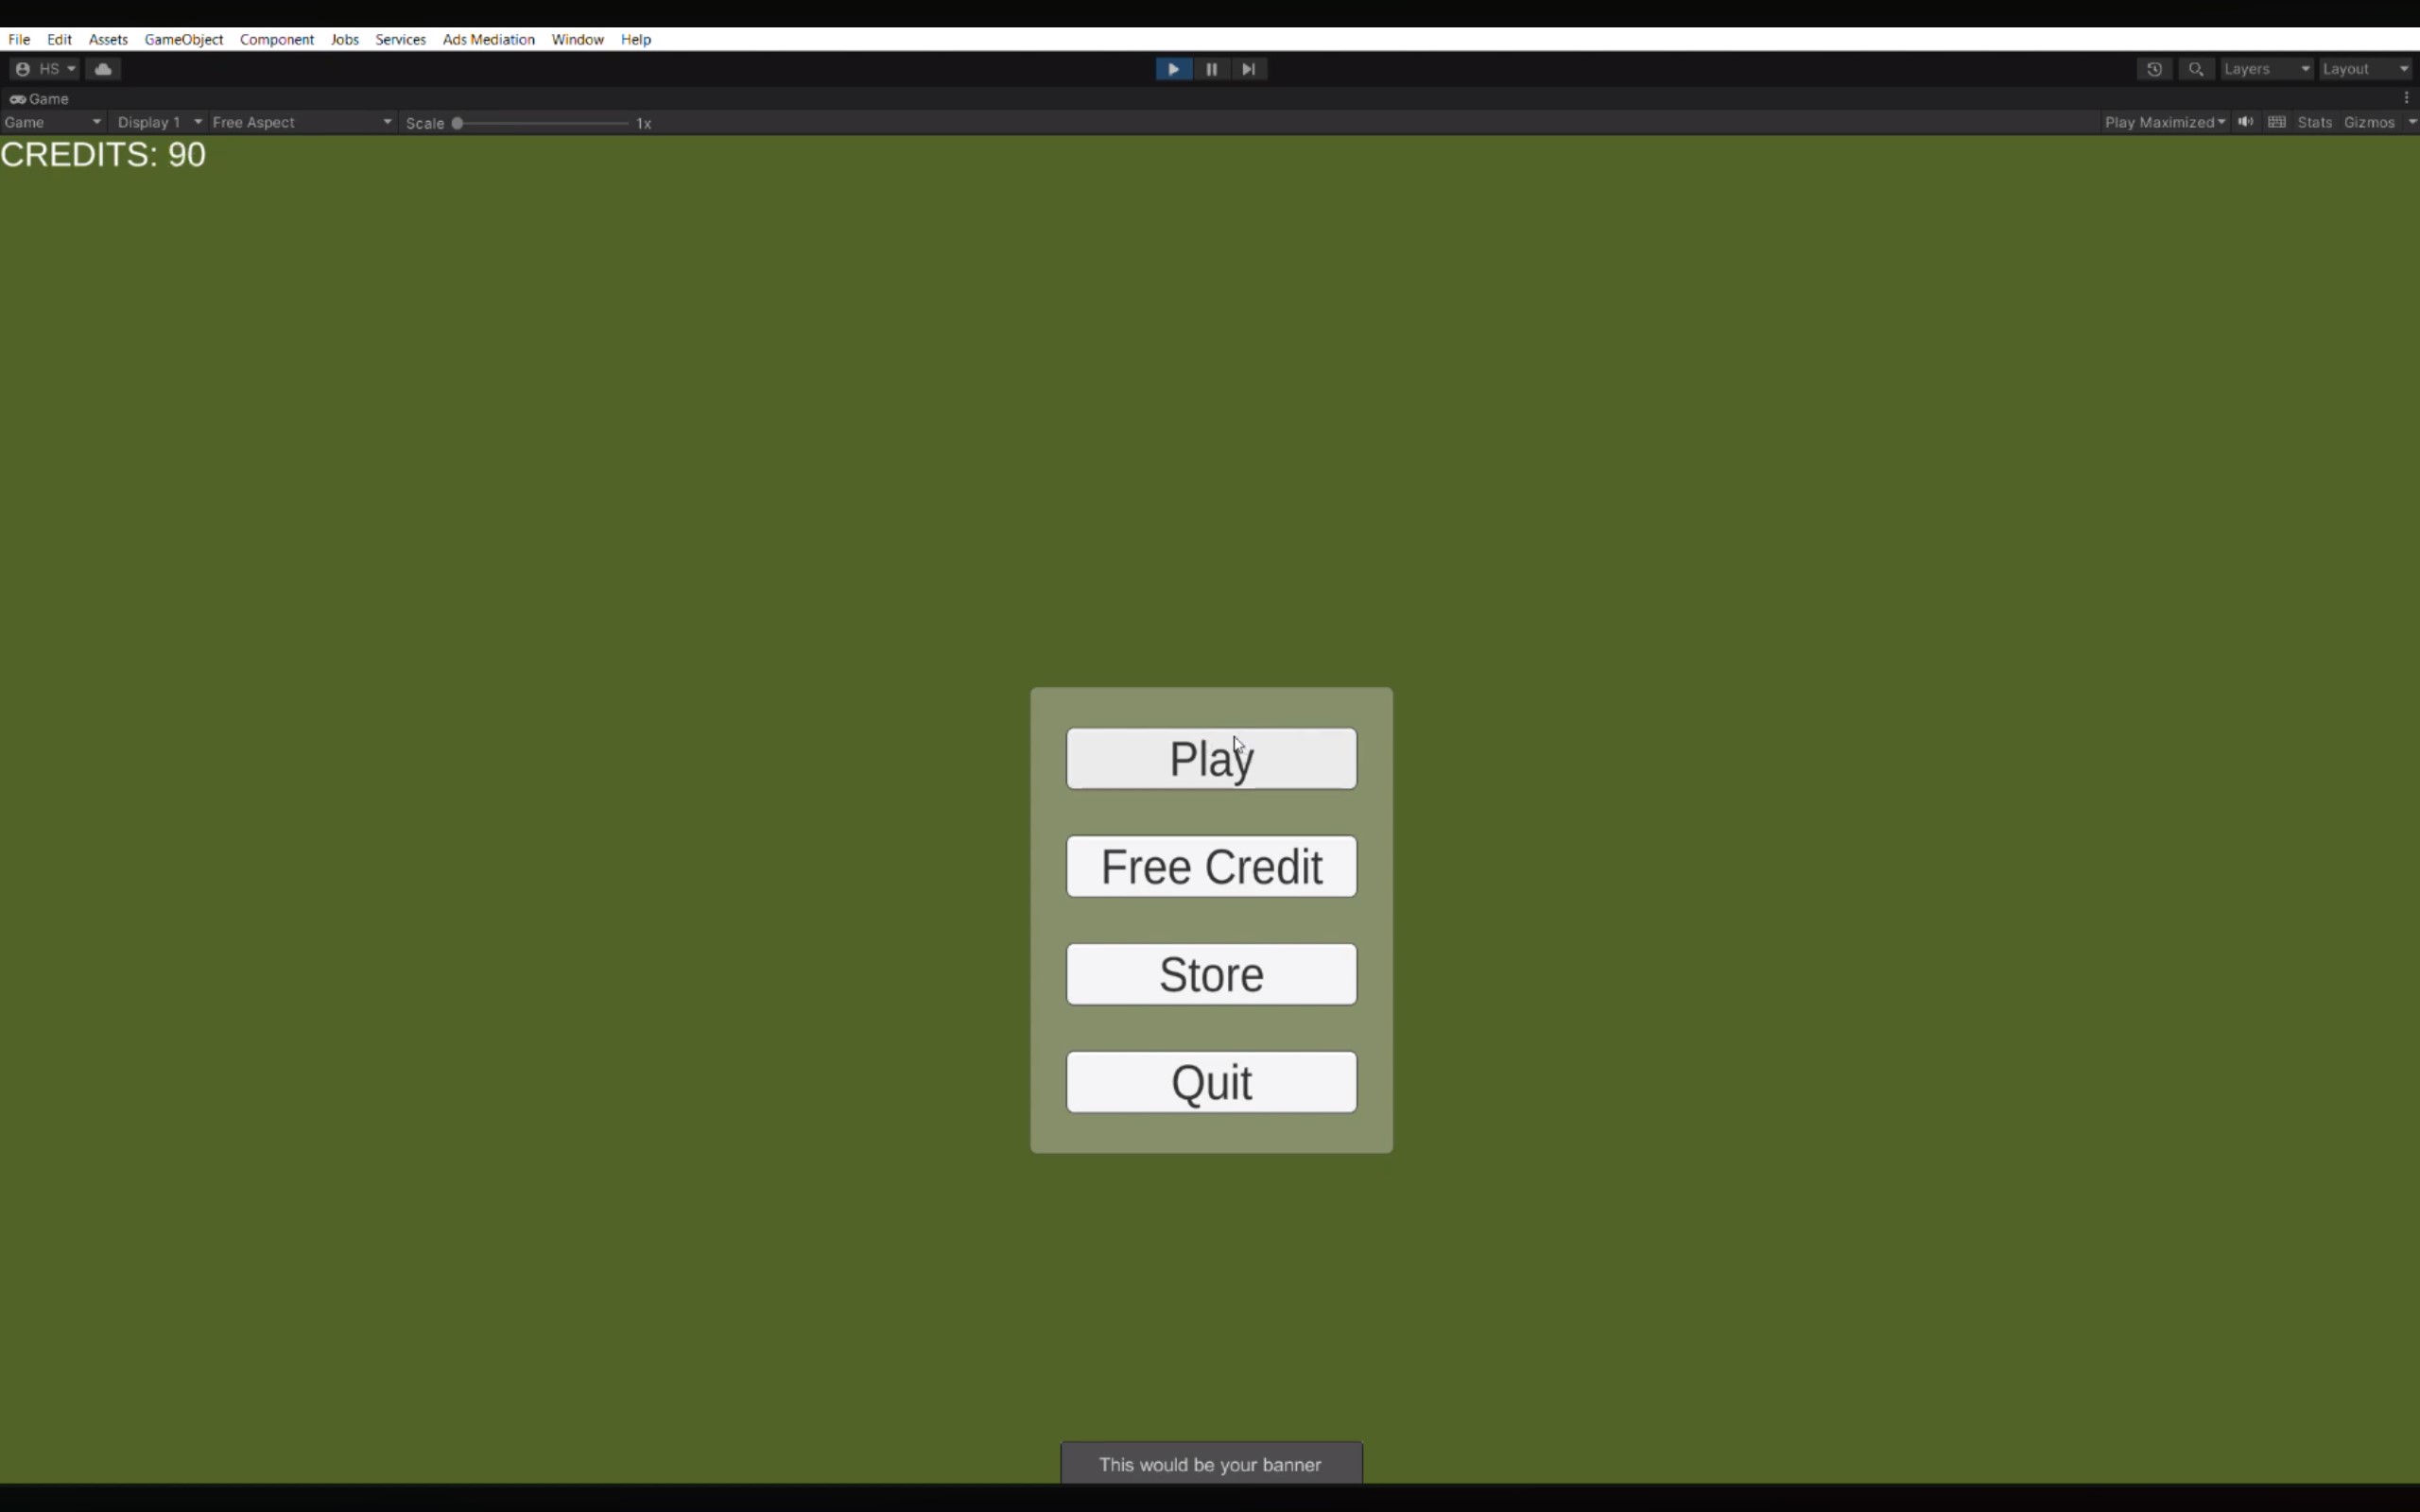 File Edit Assets GameObject Component Jobs Services Ads Mediation Window Help
HS Layers Layout
Game
Game Display 1 Free Aspect Scale 1x Play Maximized Stats Gizmos
CREDITS: 90
Play
Free Credit
Store
Quit
This would be your banner